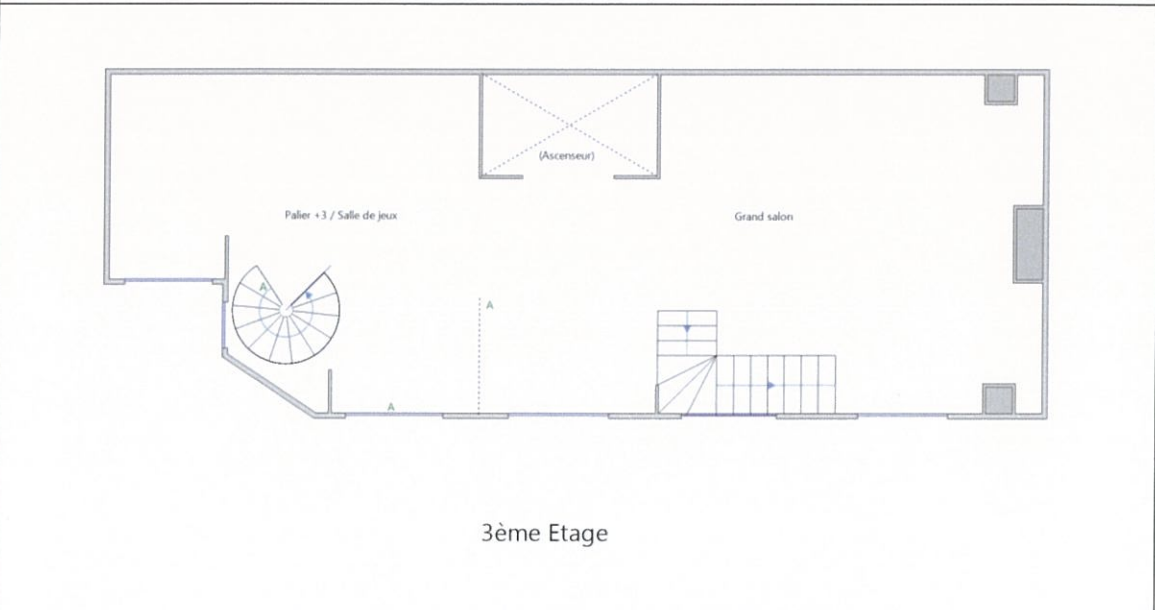 (Ascenseur)
Palier +3 / Salle de jeux
Grand salon
A
A
A
3ème Etage